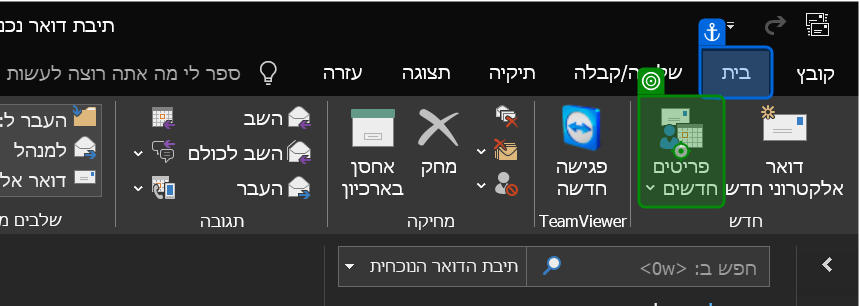 תיבת דואר נכנ
קובץ
בית
תצוגה
תיקיה
עזרה
ספר לי מה אתה רוצה לעשות
דואר
אלקטרוני חדש
פריטים
חדשים
חדש
פגישה
חדשה
TeamViewer
מחק
אחסן
בארכיון
מחיקה
השב
השב לכולם
העבר
תגובה
העבר ל:
למנהל
דואר אל
שלבים מ
חפש ב: <0w>
תיבת הדואר הנוכחית